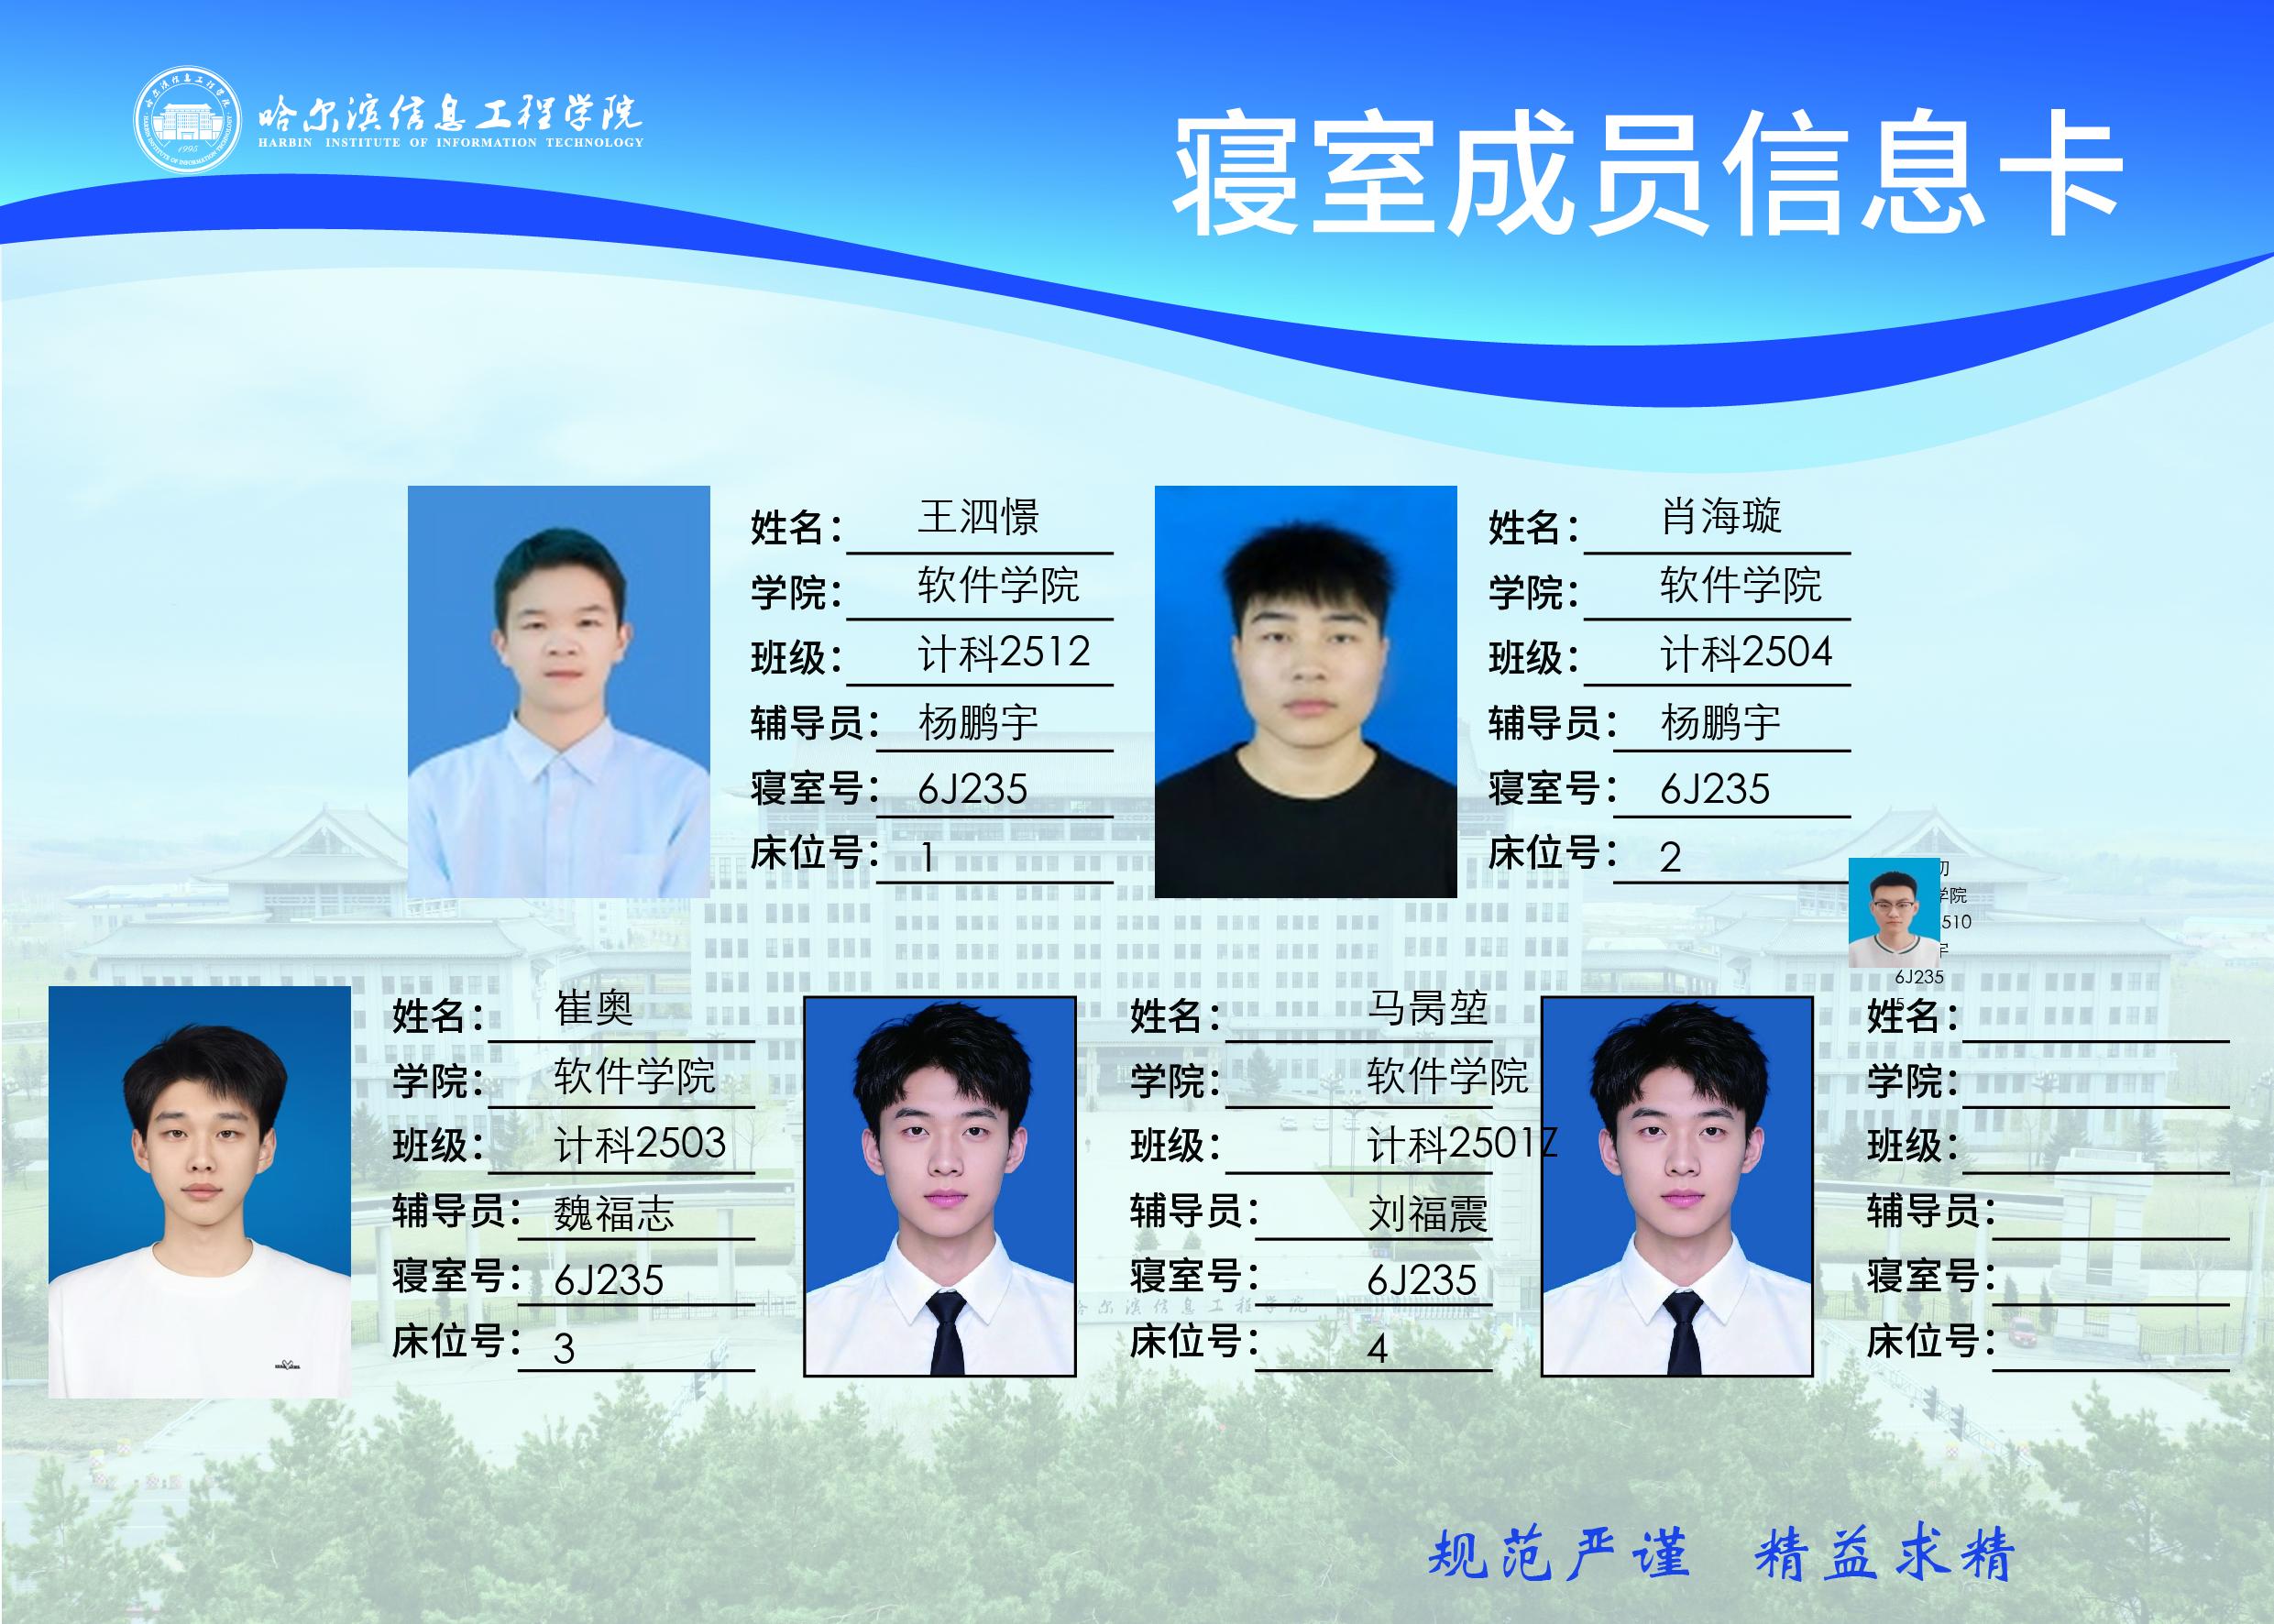 哈尔滨信息工程学院
HARBIN INSTITUTE OF INFORMATION TECHNOLOGY
1995
寝室成员信息卡
姓名： 王泗憬
学院： 软件学院
班级： 计科2512
辅导员： 杨鹏宇
寝室号： 6J235
床位号： 1
姓名： 肖海璇
学院： 软件学院
班级： 计科2504
辅导员： 杨鹏宇
寝室号： 6J235
床位号： 2
学院
510
宇
6J235
5
姓名： 崔奥
学院： 软件学院
班级： 计科2503
辅导员： 魏福志
寝室号： 6J235
床位号： 3
姓名： 马暠堃
学院： 软件学院
班级： 计科2501Z
辅导员： 刘福震
寝室号： 6J235
床位号： 4
姓名：
学院：
班级：
辅导员：
寝室号：
床位号：
哈尔滨信息工程学院
规范严谨 精益求精